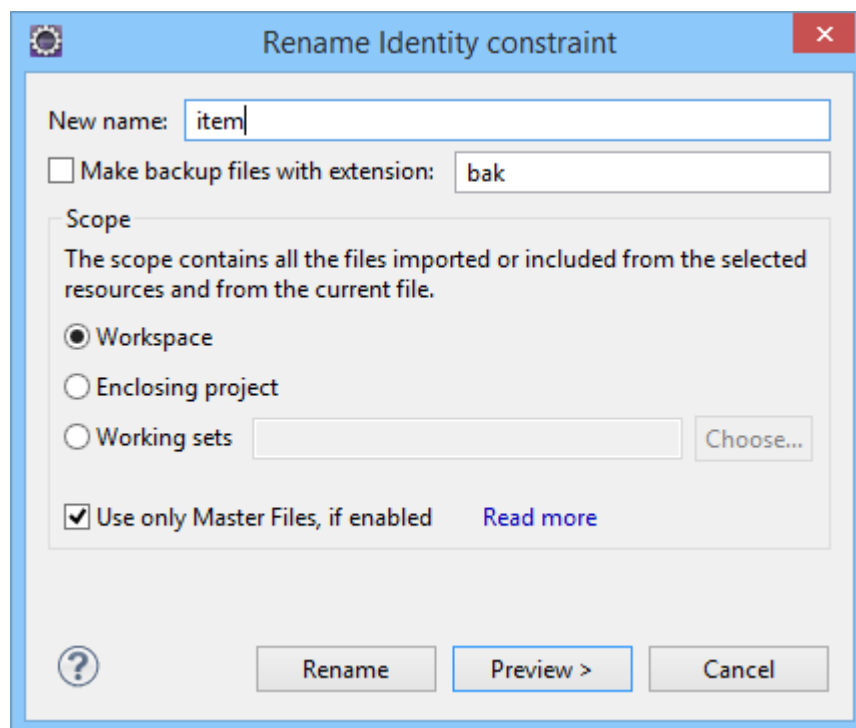 Rename Identity constraint
New name: item
Make backup files with extension: bak
Scope
The scope contains all the files imported or included from the selected
resources and from the current file.
Workspace
Enclosing project
Working sets Choose...
Use only Master Files, if enabled Read more
? Rename Preview > Cancel